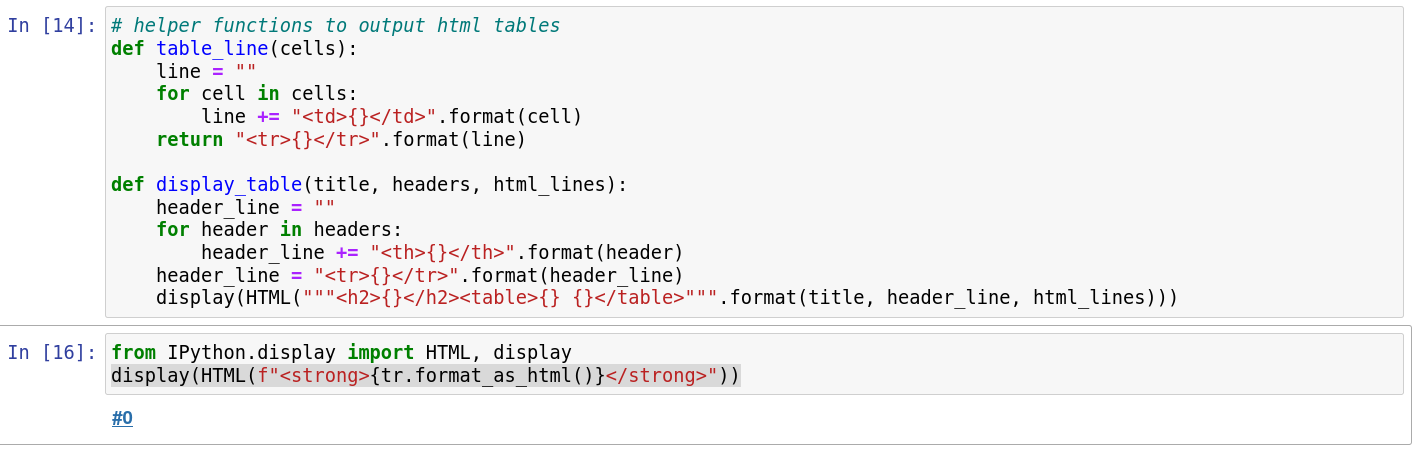 In [14]: # helper functions to output html tables
def table_line(cells):
    line = ""
    for cell in cells:
        line += "<td>{}</td>".format(cell)
    return "<tr>{}</tr>".format(line)

def display_table(title, headers, html_lines):
    header_line = ""
    for header in headers:
        header_line += "<th>{}</th>".format(header)
    header_line = "<tr>{}</tr>".format(header_line)
    display(HTML("""<h2>{}</h2><table>{} {}</table>""".format(title, header_line, html_lines)))
In [16]: from IPython.display import HTML, display
display(HTML(f"<strong>{tr.format_as_html()}</strong>"))
#0